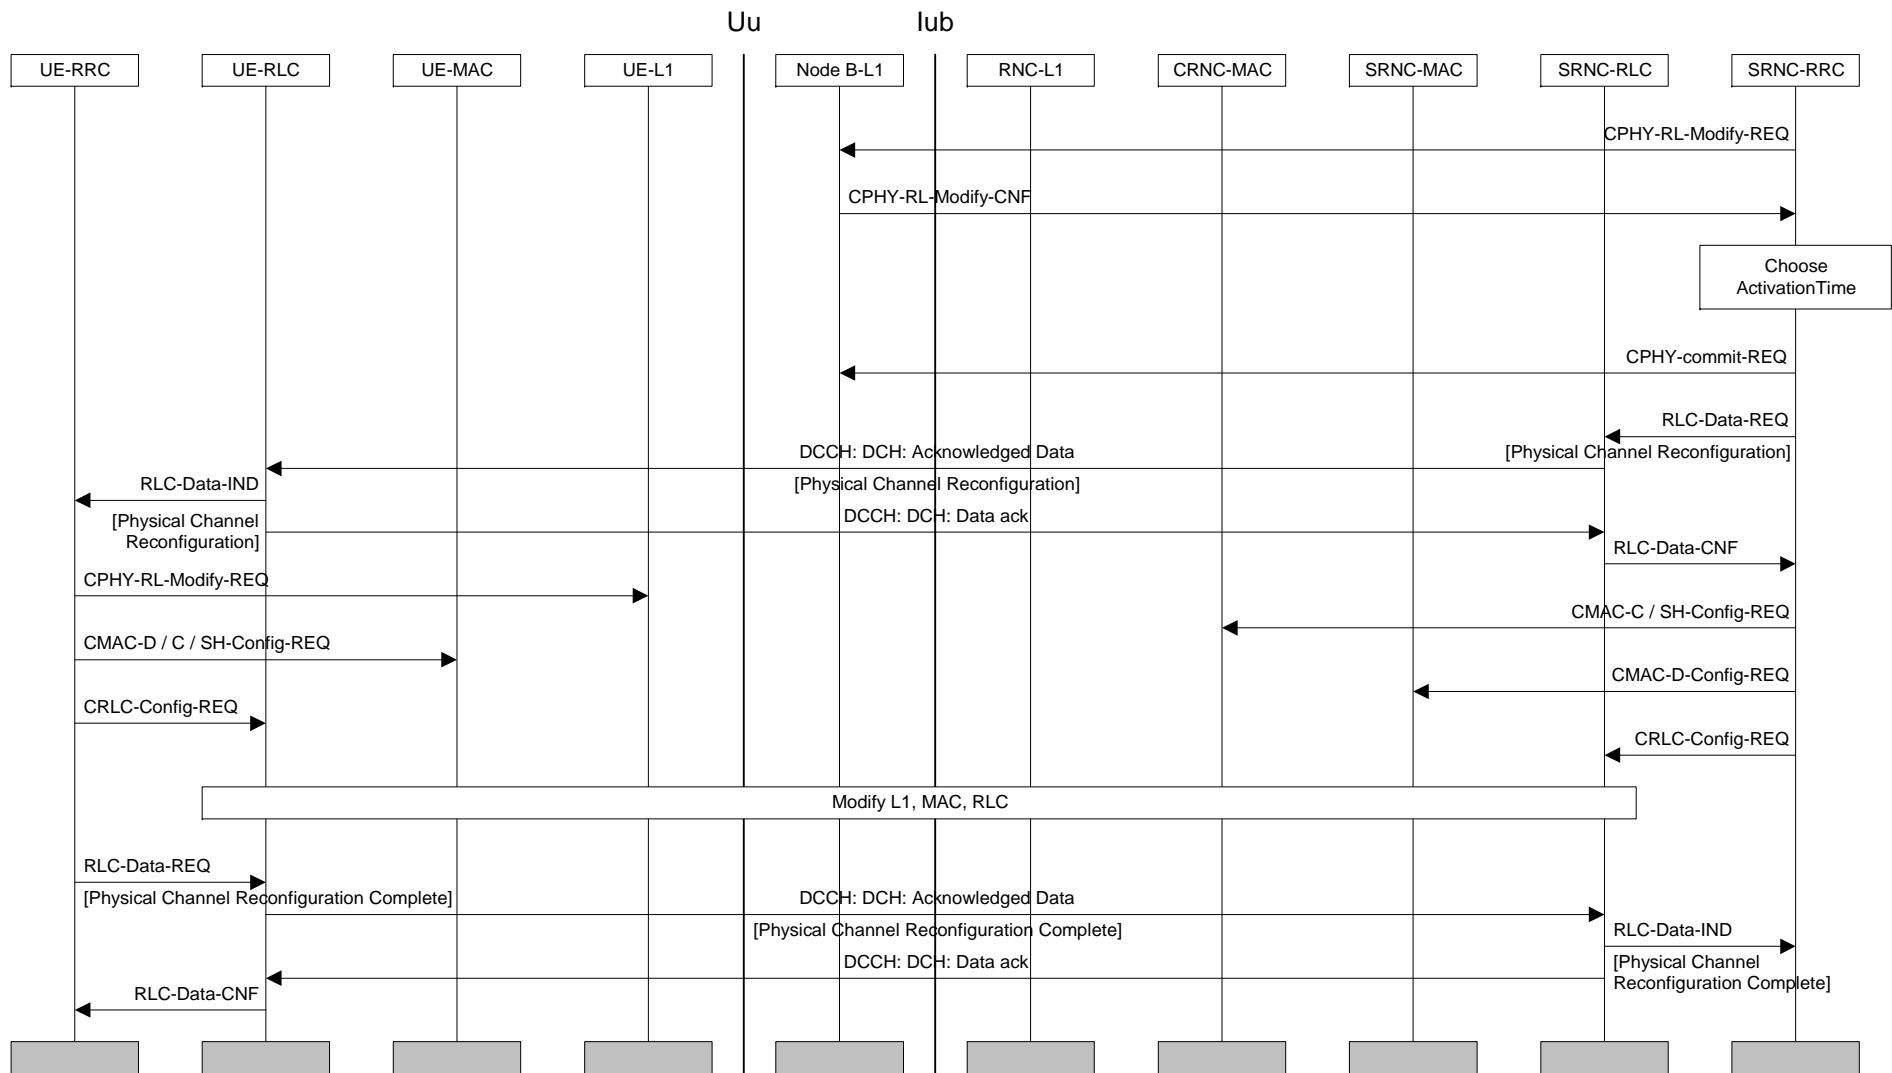 Uu
Iub
UE-RRC
UE-RLC
UE-MAC
UE-L1
Node B-L1
RNC-L1
CRNC-MAC
SRNC-MAC
SRNC-RLC
SRNC-RRC
CPHY-RL-Modify-REQ
CPHY-RL-Modify-CNF
Choose
ActivationTime
CPHY-commit-REQ
RLC-Data-REQ
[Physical Channel Reconfiguration]
DCCH: DCH: Acknowledged Data
[Physical Channel Reconfiguration]
RLC-Data-IND
[Physical Channel
Reconfiguration]
DCCH: DCH: Data ack
RLC-Data-CNF
CPHY-RL-Modify-REQ
CMAC-C / SH-Config-REQ
CMAC-D / C / SH-Config-REQ
CMAC-D-Config-REQ
CRLC-Config-REQ
CRLC-Config-REQ
Modify L1, MAC, RLC
RLC-Data-REQ
[Physical Channel Reconfiguration Complete]
DCCH: DCH: Acknowledged Data
[Physical Channel Reconfiguration Complete]
RLC-Data-IND
[Physical Channel
Reconfiguration Complete]
DCCH: DCH: Data ack
RLC-Data-CNF